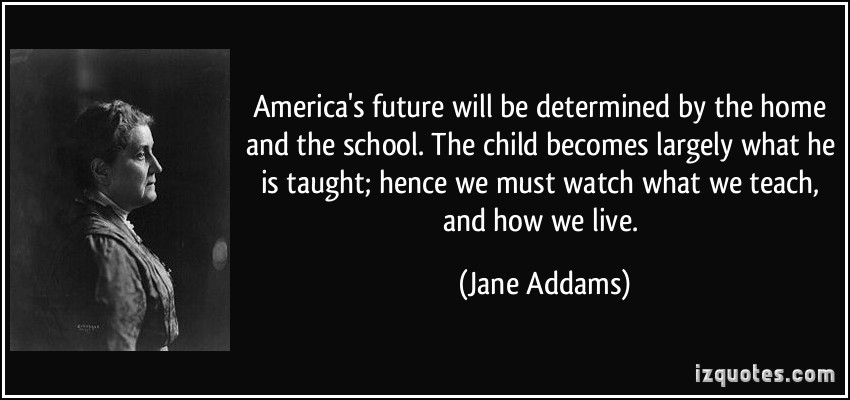 America's future will be determined by the home
and the school. The child becomes largely what he
is taught; hence we must watch what we teach,
and how we live.
(Jane Addams)
izquotes.com